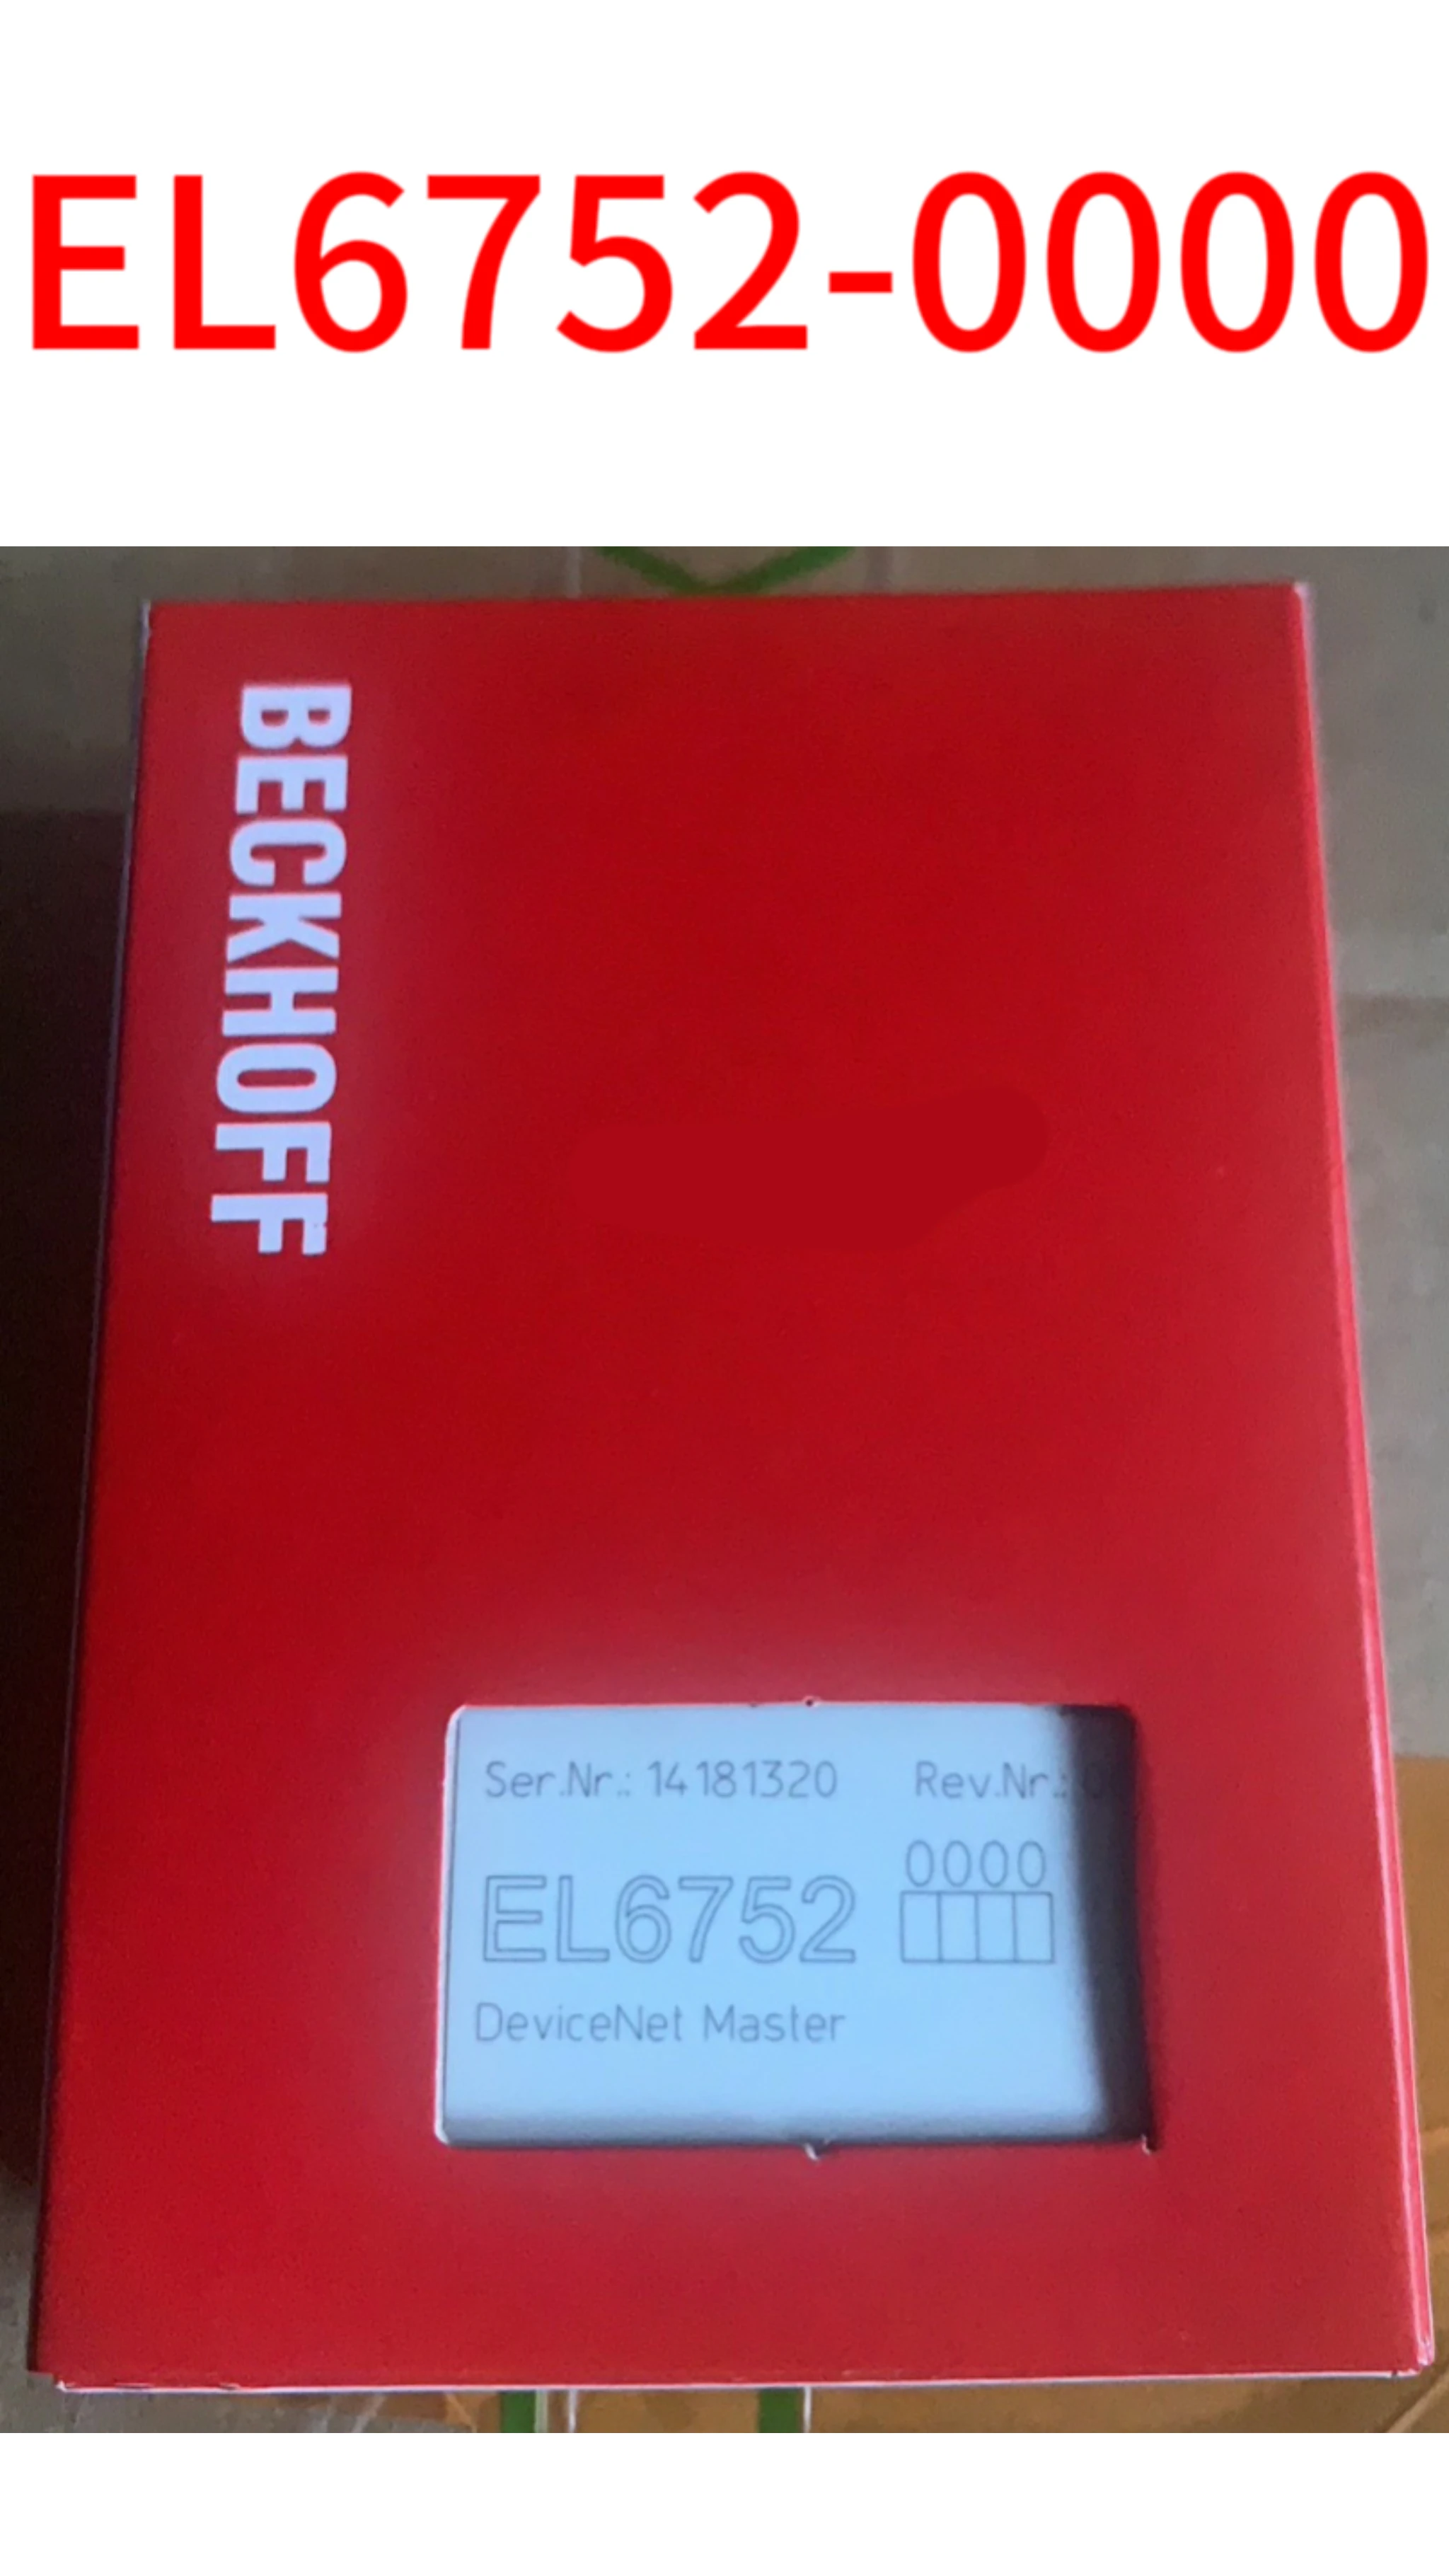 EL6752-0000
BECKHOFF
Ser.Nr.: 14181320 Rev.Nr.:
0000
EL6752
DeviceNet Master